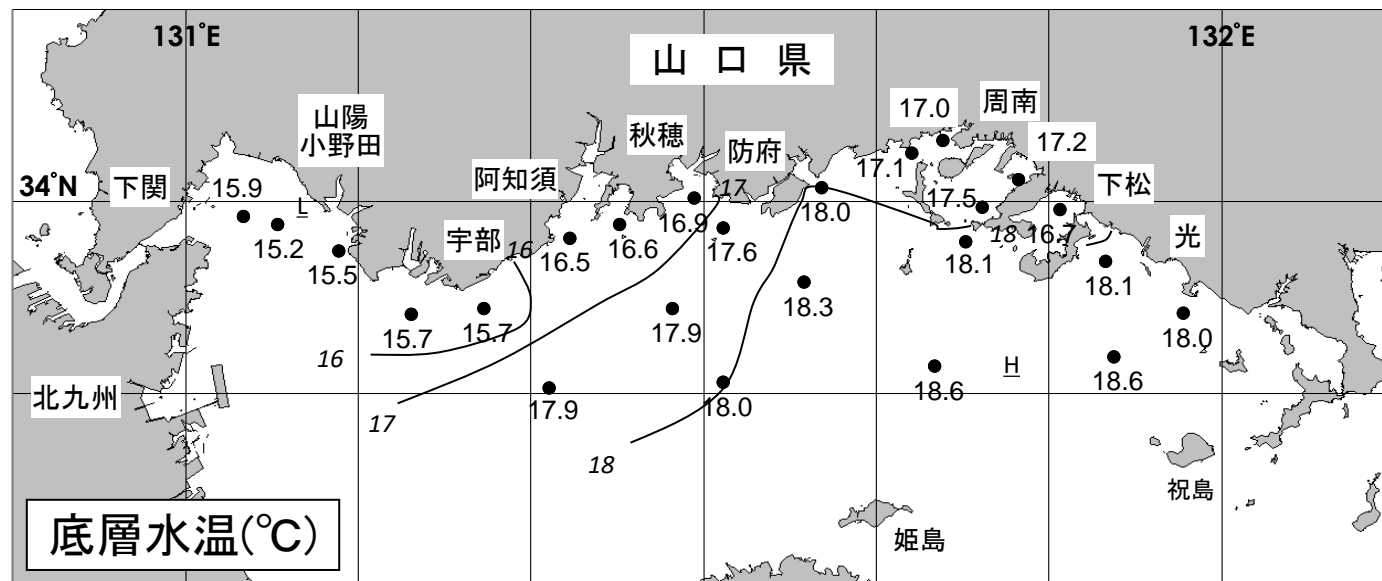 131°E
132°E
山 口 県
山陽
小野田
秋穂
防府
17.0
周南
17.2
34°N
下関
15.9
L
阿知須
17
17.1
下松
15.2
15.5
宇部
16
16.5
16.6
16.9
17.6
18.0
17.5
18
16.7
光
18.1
18.1
15.7
15.7
17.9
18.3
18.0
16
H
北九州
17
17.9
18.0
18.6
18.6
18
祝島
底層水温(℃)
姫島